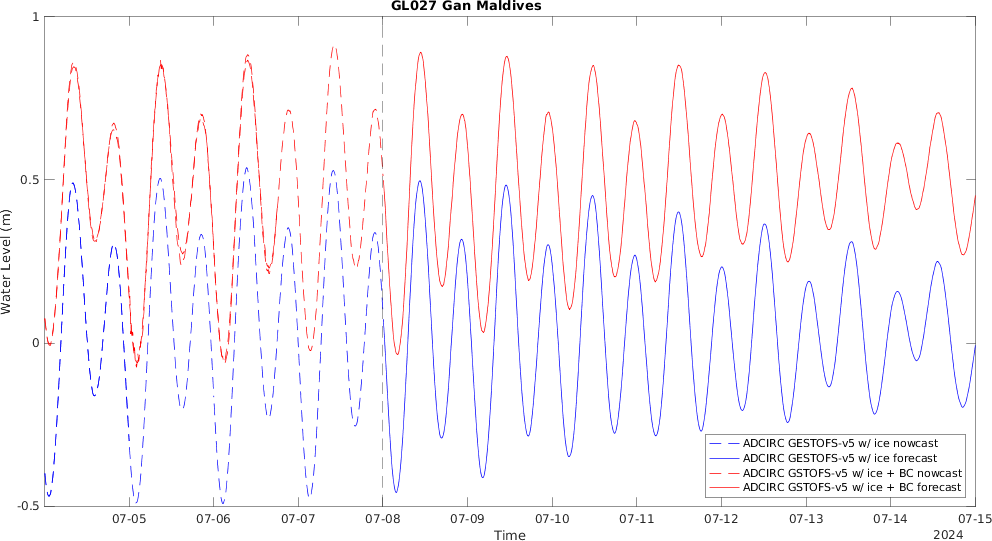 GL027 Gan Maldives
1
0.5
0
-0.5
Water Level (m)
ADCIRC GESTOFS-v5 w/ ice nowcast
ADCIRC GESTOFS-v5 w/ ice forecast
ADCIRC GSTOFS-v5 w/ ice + BC nowcast
ADCIRC GSTOFS-v5 w/ ice + BC forecast
07-05 07-06 07-07 07-08 07-09 07-10 07-11 07-12 07-13 07-14 07-15
Time
2024